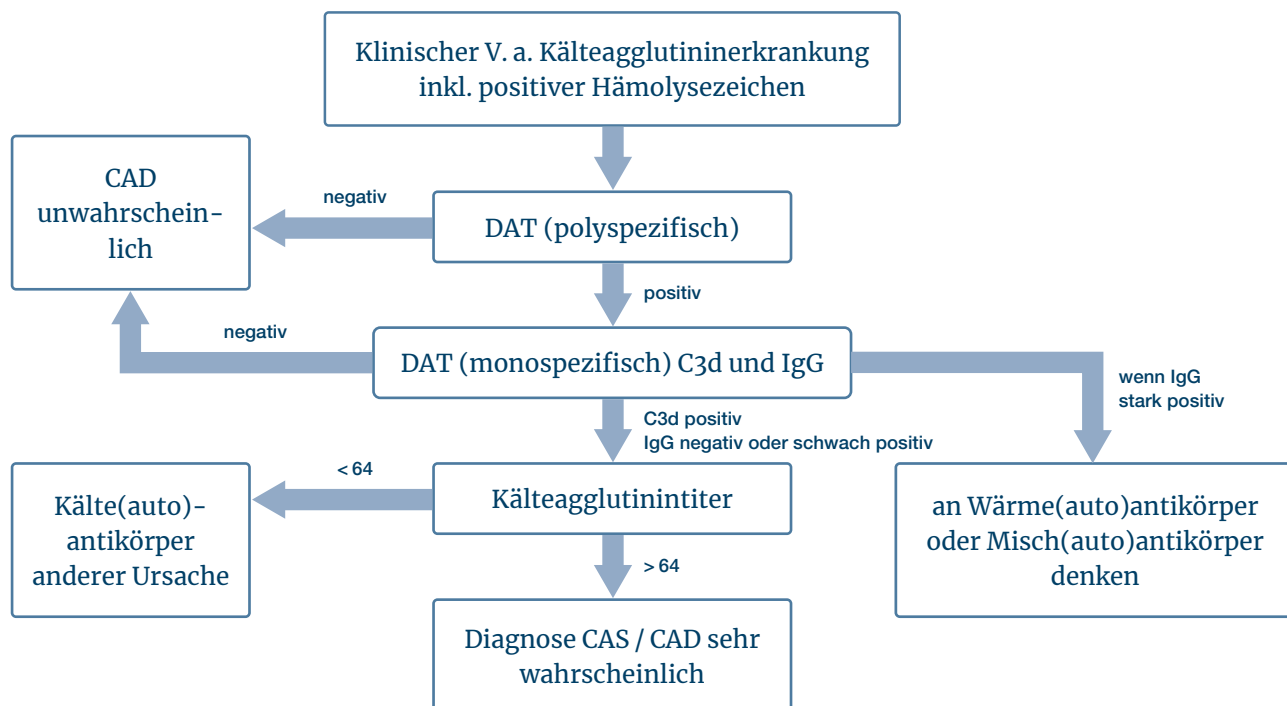 Klinischer V. a. Kälteagglutininerkrankung
inkl. positiver Hämolysezeichen
CAD
unwahrschein-
lich
negativ
DAT (polyspezifisch)
positiv
negativ
DAT (monospezifisch) C3d und IgG
wenn IgG
stark positiv
C3d positiv
IgG negativ oder schwach positiv
< 64
Kälte(auto)-
antikörper
anderer Ursache
Kälteagglutinintiter
an Wärme(auto)antikörper
oder Misch(auto)antikörper
denken
> 64
Diagnose CAS / CAD sehr
wahrscheinlich